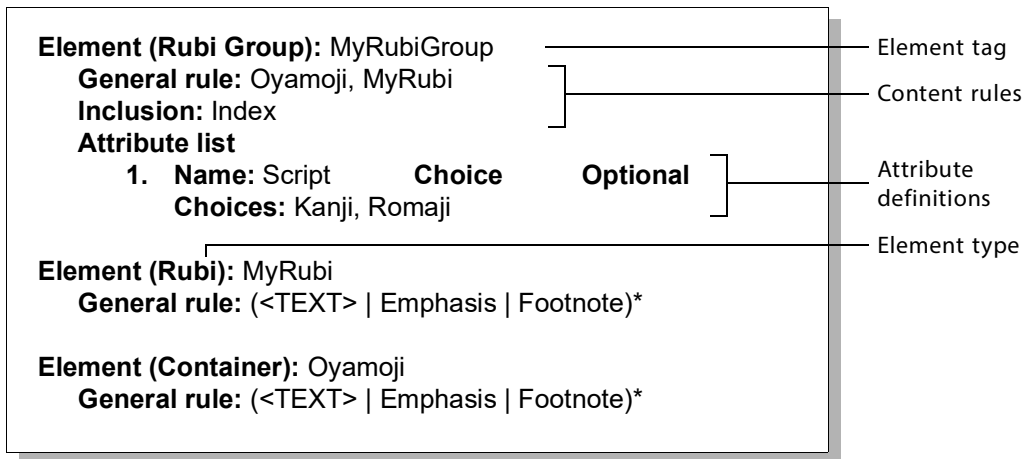 Element (Rubi Group): MyRubiGroup
Element tag
General rule: Oyamoji, MyRubi
Content rules
Inclusion: Index
Attribute list
1. Name: Script Choice Optional
Choices: Kanji, Romaji
Attribute
definitions
Element type
Element (Rubi): MyRubi
General rule: (<TEXT> | Emphasis | Footnote)*
Element (Container): Oyamoji
General rule: (<TEXT> | Emphasis | Footnote)*